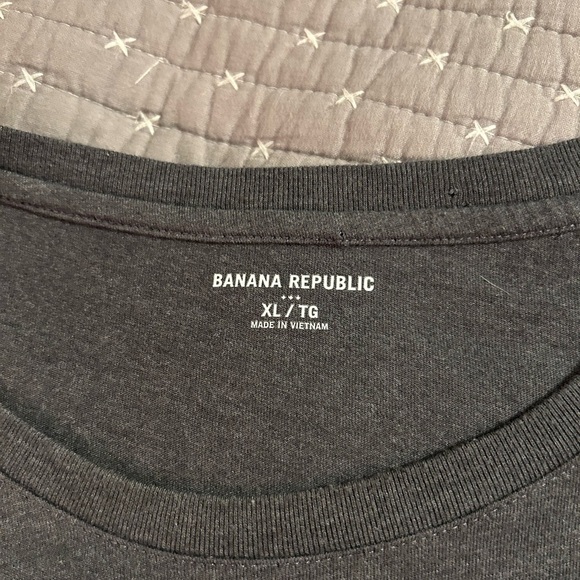 BANANA REPUBLIC
XL / TG
MADE IN VIETNAM